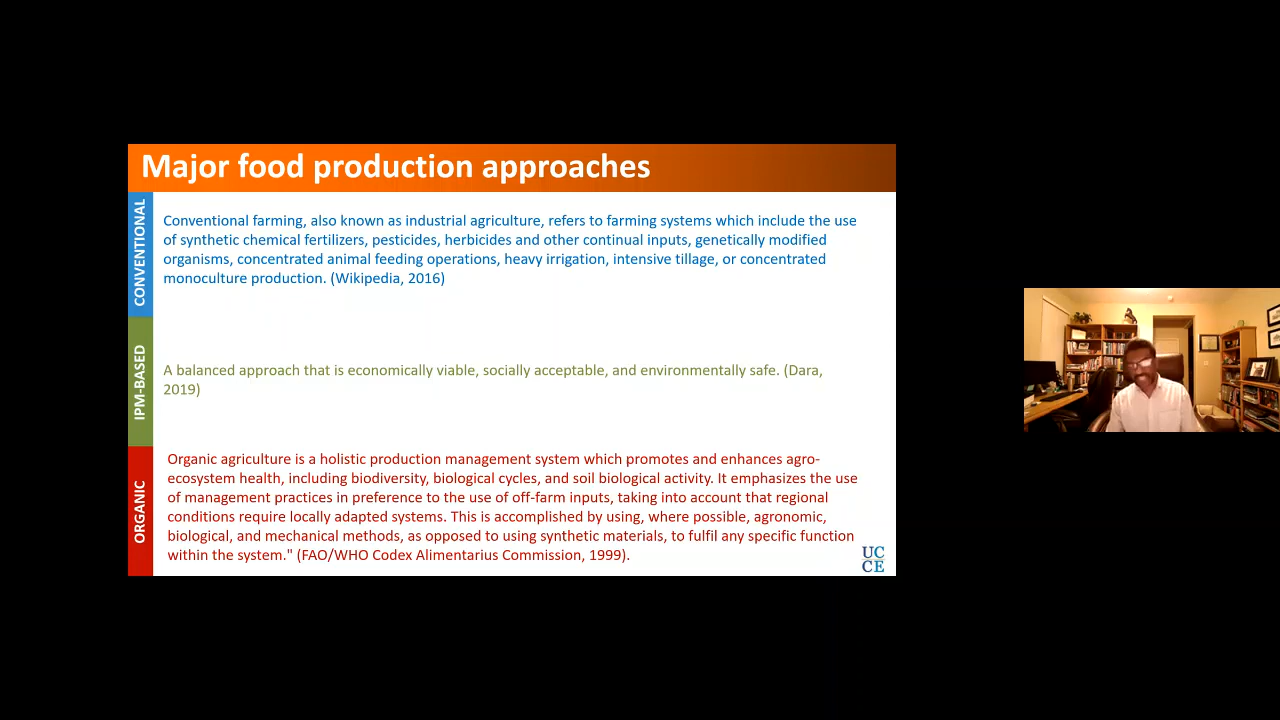 Major food production approaches
CONVENTIONAL
Conventional farming, also known as industrial agriculture, refers to farming systems which include the use
of synthetic chemical fertilizers, pesticides, herbicides and other continual inputs, genetically modified
organisms, concentrated animal feeding operations, heavy irrigation, intensive tillage, or concentrated
monoculture production. (Wikipedia, 2016)
IPM-BASED
A balanced approach that is economically viable, socially acceptable, and environmentally safe. (Dara,
2019)
ORGANIC
Organic agriculture is a holistic production management system which promotes and enhances agro-
ecosystem health, including biodiversity, biological cycles, and soil biological activity. It emphasizes the use
of management practices in preference to the use of off-farm inputs, taking into account that regional
conditions require locally adapted systems. This is accomplished by using, where possible, agronomic,
biological, and mechanical methods, as opposed to using synthetic materials, to fulfil any specific function
within the system." (FAO/WHO Codex Alimentarius Commission, 1999).
UC
CE